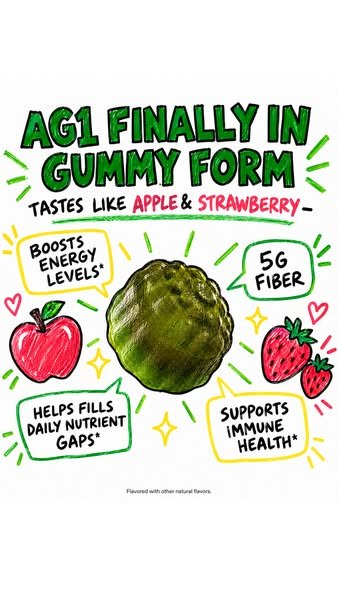 AG1 FINALLY IN
GUMMY FORM
TASTES LIKE APPLE & STRAWBERRY
BOOSTS
ENERGY
LEVELS*
5G
FIBER
HELPS FILLS
DAILY NUTRIENT
GAPS*
SUPPORTS
IMMUNE
HEALTH*
Flavored with other natural flavors.